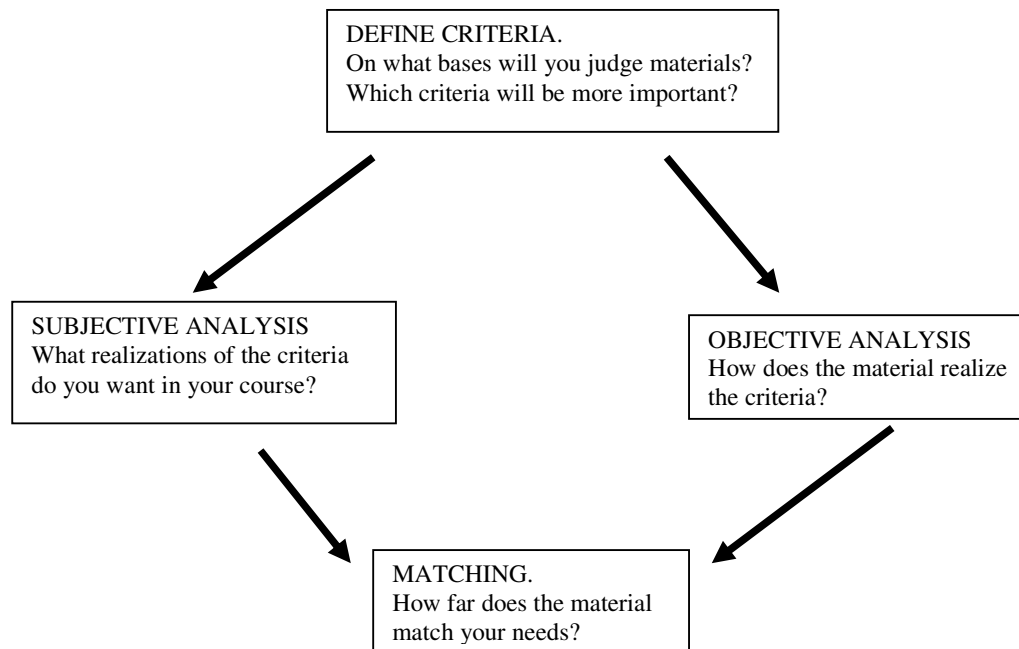 DEFINE CRITERIA.
On what bases will you judge materials?
Which criteria will be more important?
SUBJECTIVE ANALYSIS
What realizations of the criteria
do you want in your course?
OBJECTIVE ANALYSIS
How does the material realize
the criteria?
MATCHING.
How far does the material
match your needs?